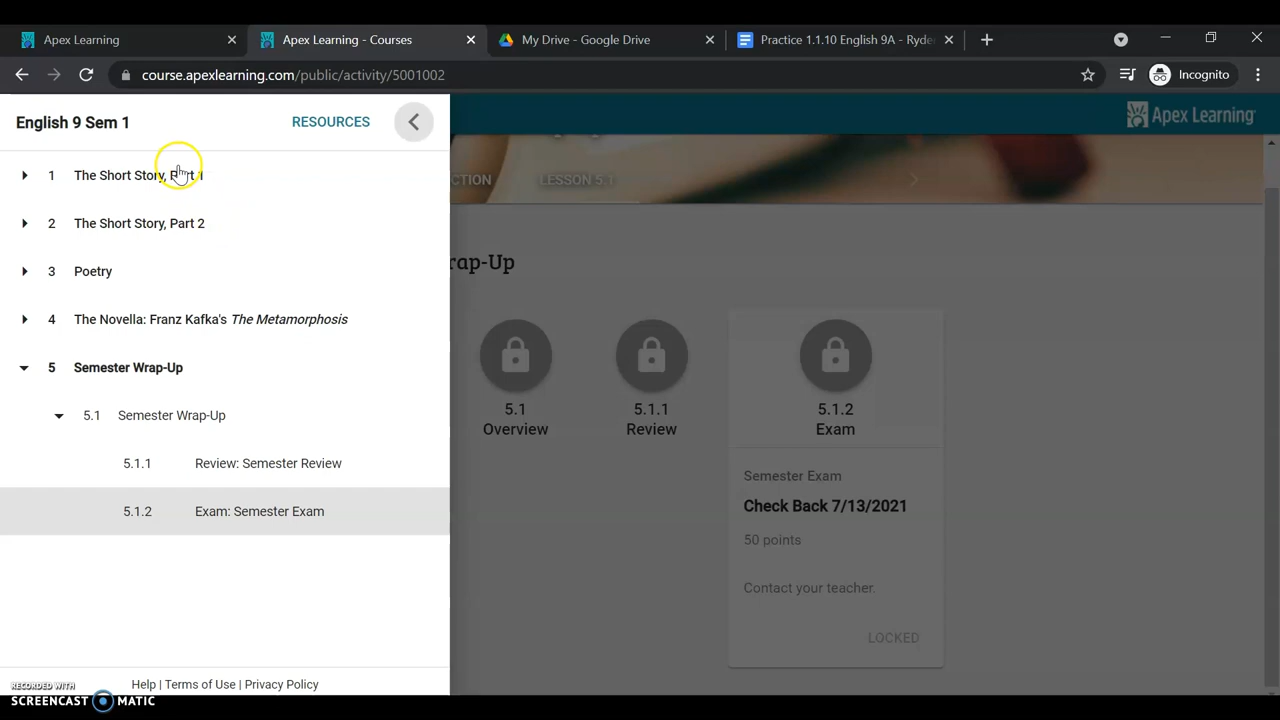 Apex Learning
Apex Learning - Courses
My Drive - Google Drive
Practice 1.1.10 English 9A - Ryde
course.apexlearning.com/public/activity/5001002
Incognito
English 9 Sem 1
RESOURCES
Apex Learning
1 The Short Story, Part 1
CTION
LESSON 5.1
2 The Short Story, Part 2
rap-Up
3 Poetry
4 The Novella: Franz Kafka's The Metamorphosis
5 Semester Wrap-Up
5.1 Semester Wrap-Up
5.1.1 Review: Semester Review
5.1.2 Exam: Semester Exam
5.1
Overview
5.1.1
Review
5.1.2
Exam
Semester Exam
Check Back 7/13/2021
50 points
Contact your teacher.
LOCKED
Help | Terms of Use | Privacy Policy
RECORDED WITH
SCREENCAST MATIC